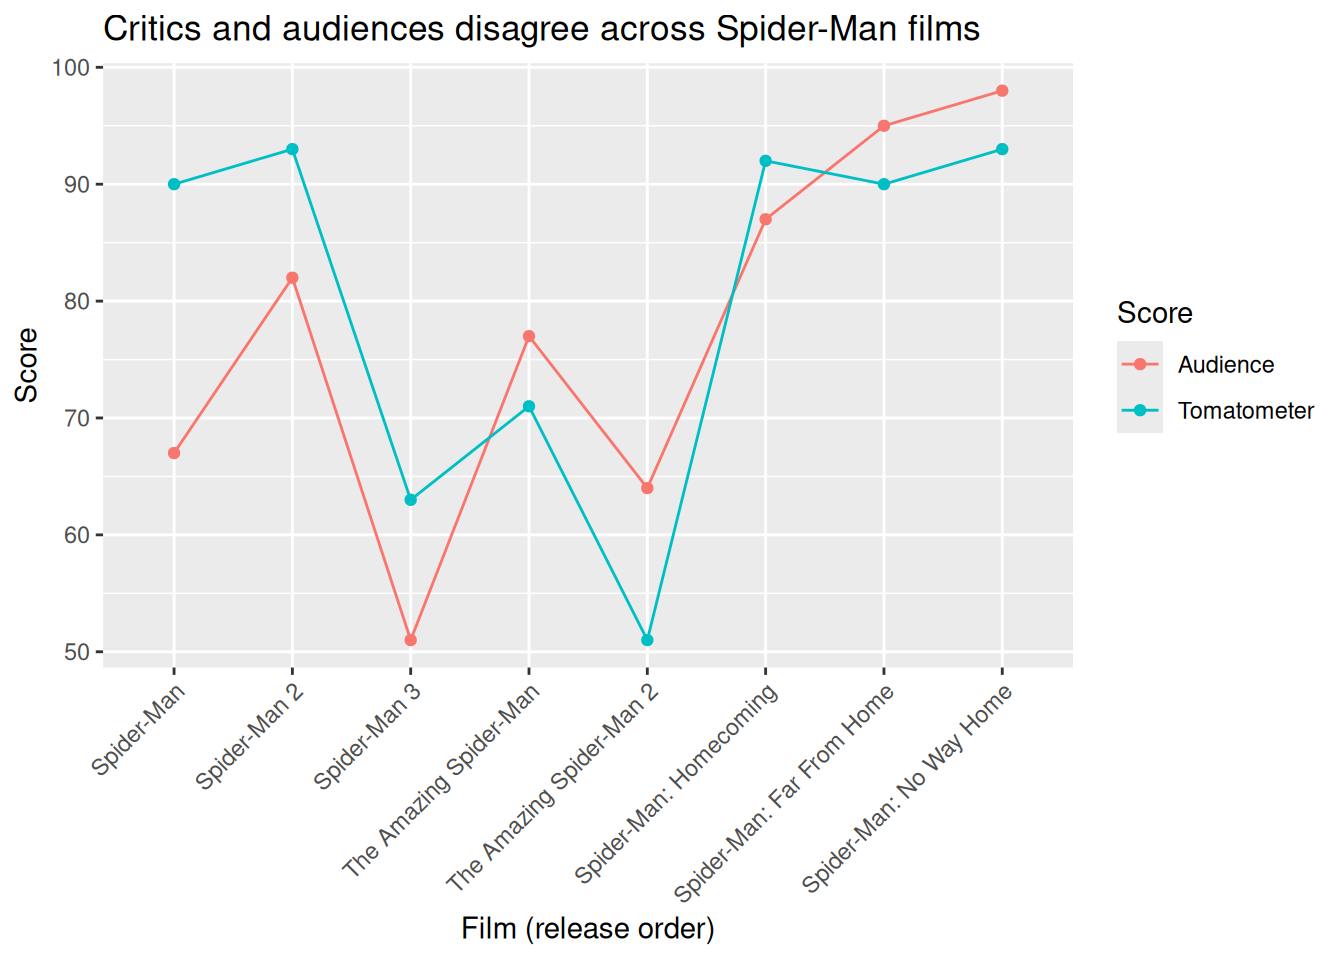 Critics and audiences disagree across Spider-Man films
100
90
80
70
60
50
Score
Spider-Man
Spider-Man 2
Spider-Man 3
The Amazing Spider-Man
The Amazing Spider-Man 2
Spider-Man: Homecoming
Spider-Man: Far From Home
Spider-Man: No Way Home
Film (release order)
Score
Audience
Tomatometer